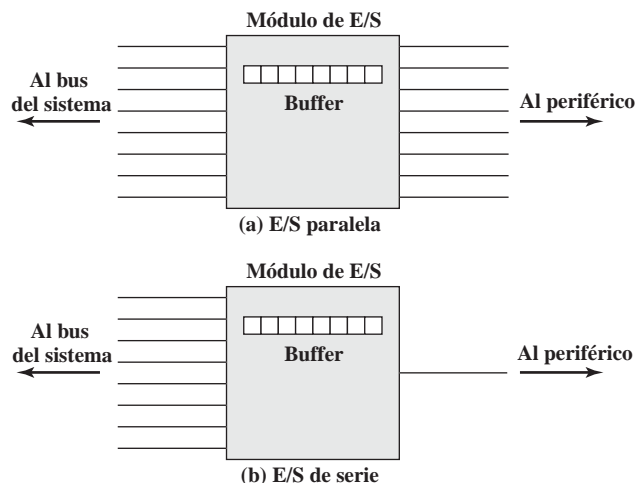 Módulo de E/S
Al bus
del sistema
Buffer
Al periférico
(a) E/S paralela
Módulo de E/S
Al bus
del sistema
Buffer
Al periférico
(b) E/S de serie